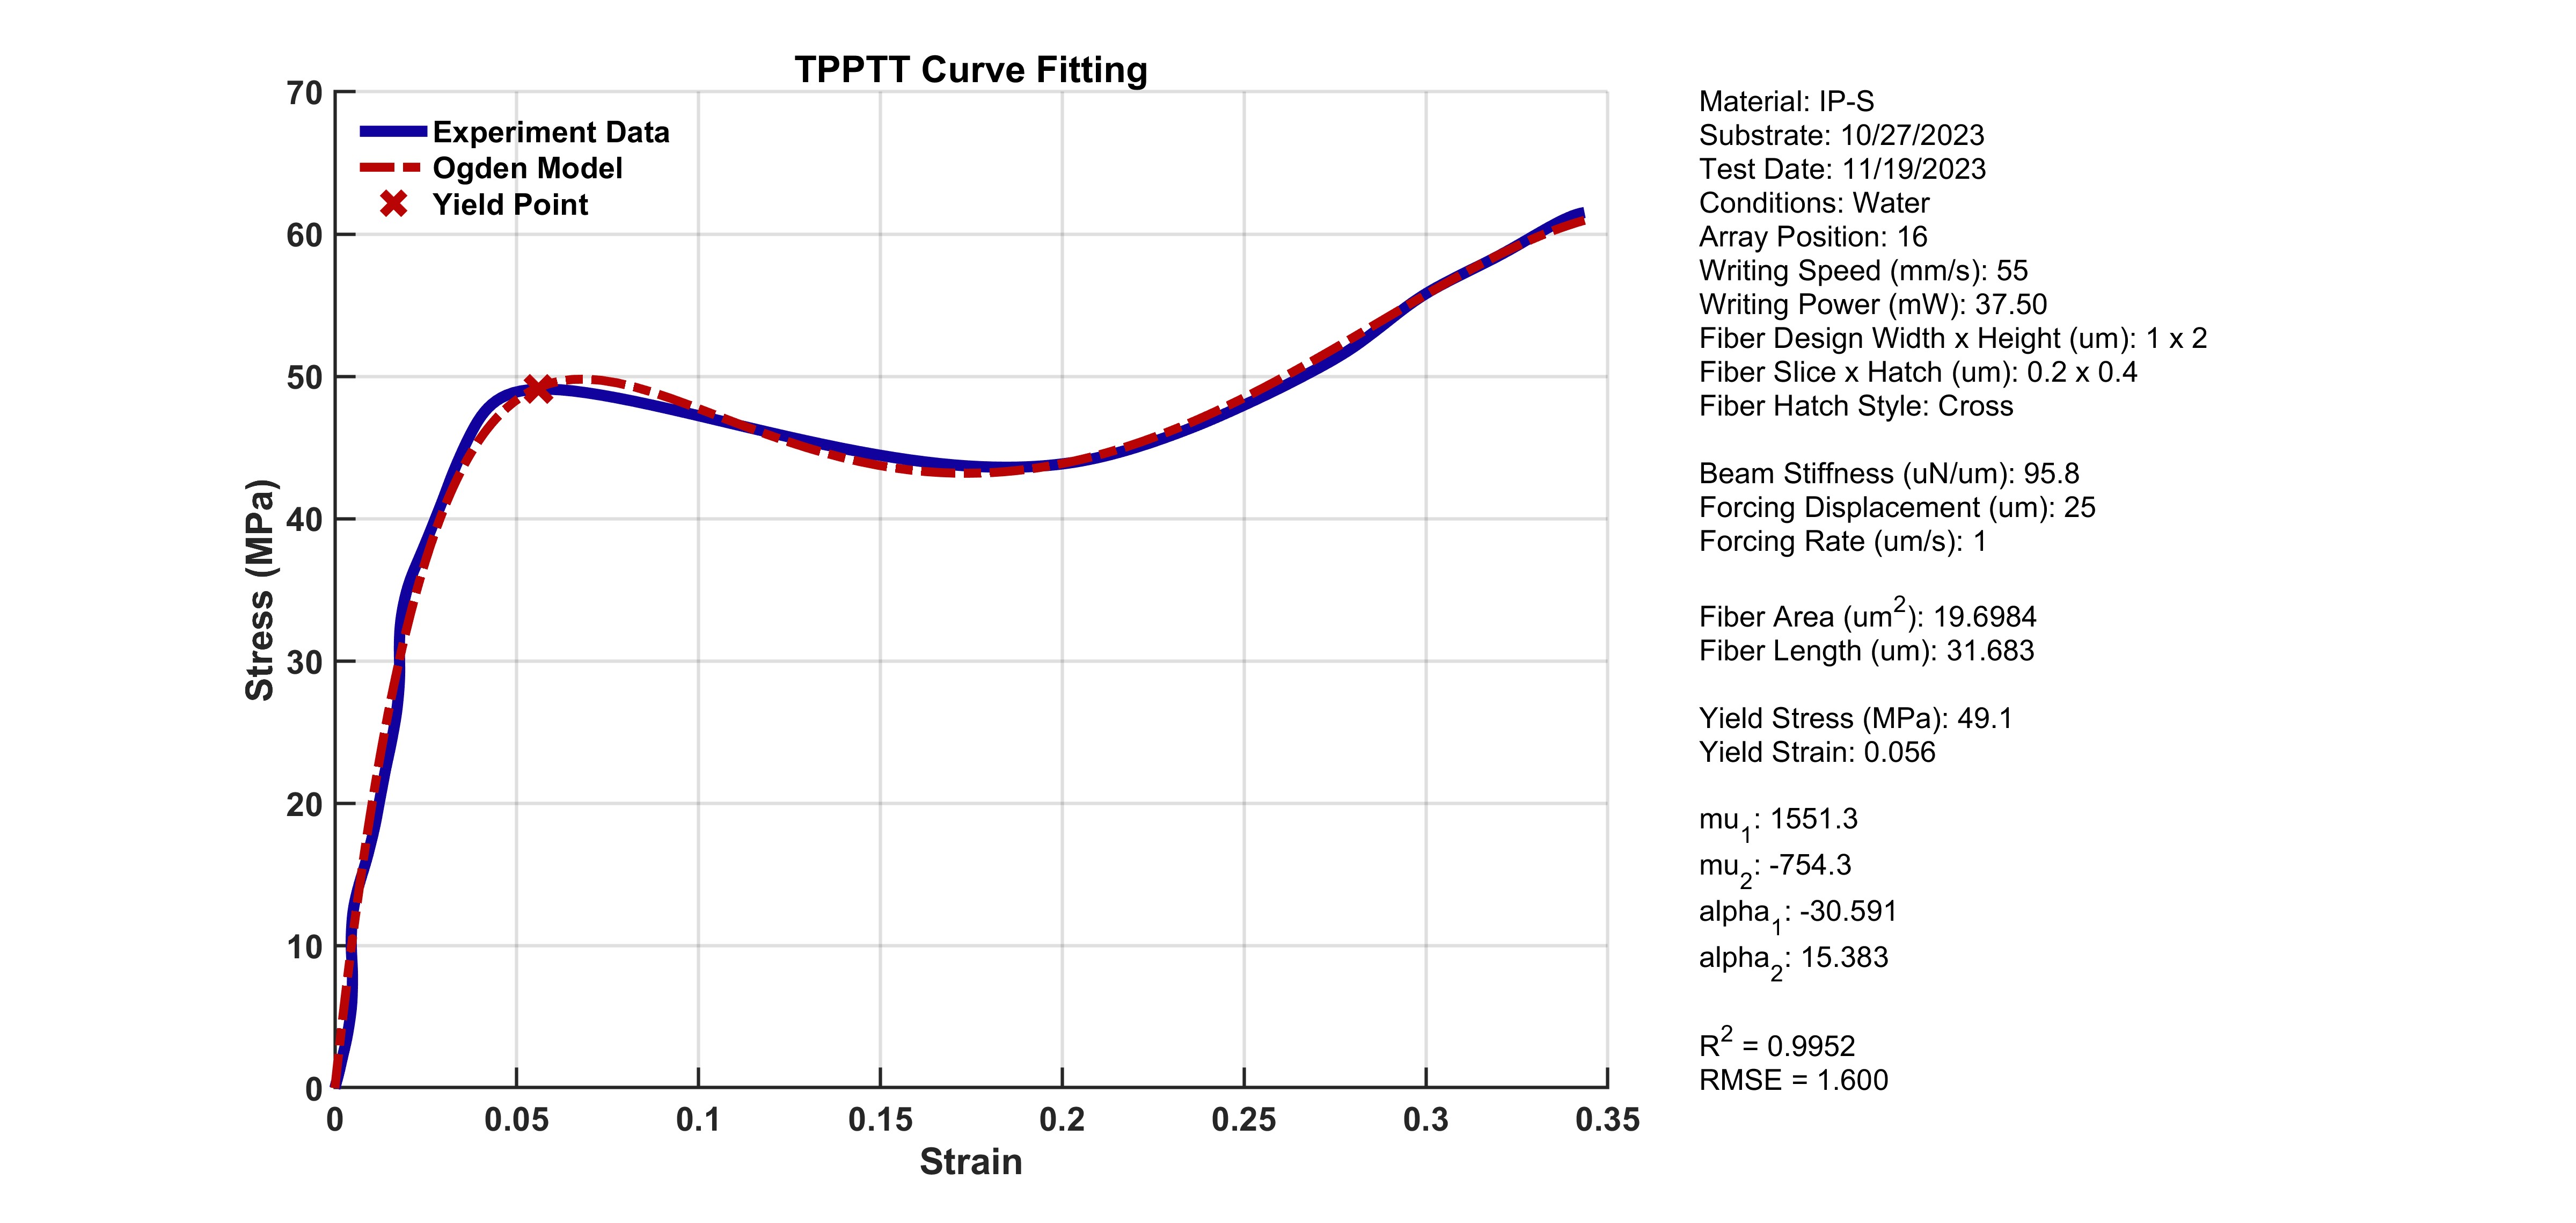 TPPTT Curve Fitting
70
60
50
40
30
20
10
0
Stress (MPa)
Experiment Data
Ogden Model
Yield Point
0 0.05 0.1 0.15 0.2 0.25 0.3 0.35
Strain
Material: IP-S
Substrate: 10/27/2023
Test Date: 11/19/2023
Conditions: Water
Array Position: 16
Writing Speed (mm/s): 55
Writing Power (mW): 37.50
Fiber Design Width x Height (um): 1 x 2
Fiber Slice x Hatch (um): 0.2 x 0.4
Fiber Hatch Style: Cross
Beam Stiffness (uN/um): 95.8
Forcing Displacement (um): 25
Forcing Rate (um/s): 1
Fiber Area (um²): 19.6984
Fiber Length (um): 31.683
Yield Stress (MPa): 49.1
Yield Strain: 0.056
mu₁: 1551.3
mu₂: -754.3
alpha₁: -30.591
alpha₂: 15.383
R² = 0.9952
RMSE = 1.600